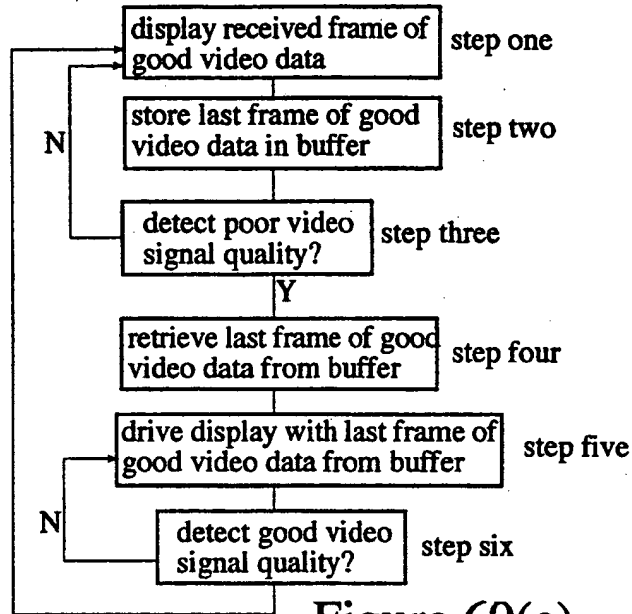 display received frame of
good video data
step one
N
store last frame of good
video data in buffer
step two
detect poor video
signal quality?
step three
Y
retrieve last frame of good
video data from buffer
step four
drive display with last frame of
good video data from buffer
step five
N
detect good video
signal quality?
step six